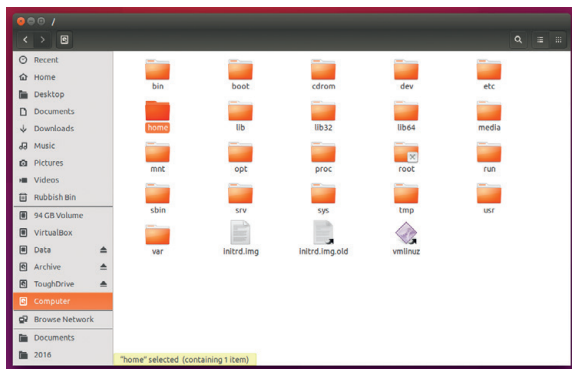 /
Recent
Home
Desktop
Documents
Downloads
Music
Pictures
Videos
Rubbish Bin
94 GB Volume
VirtualBox
Data
Archive
ToughDrive
Computer
Browse Network
Documents
2016
bin boot cdrom dev etc
home lib lib32 lib64 media
mnt opt proc root run
sbin srv sys tmp usr
var initrd.img initrd.img.old vmlinuz
"home" selected (containing 1 item)